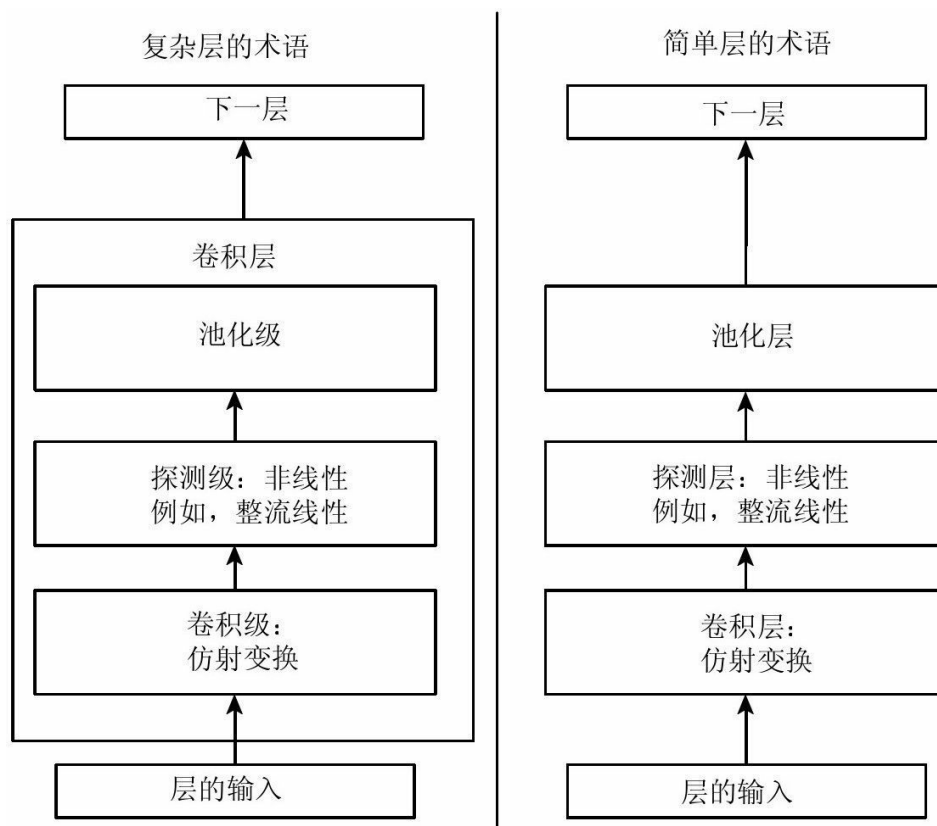 复杂层的术语
下一层
卷积层
池化级
探测级：非线性
例如，整流线性
卷积级：
仿射变换
层的输入
简单层的术语
下一层
池化层
探测层：非线性
例如，整流线性
卷积层：
仿射变换
层的输入